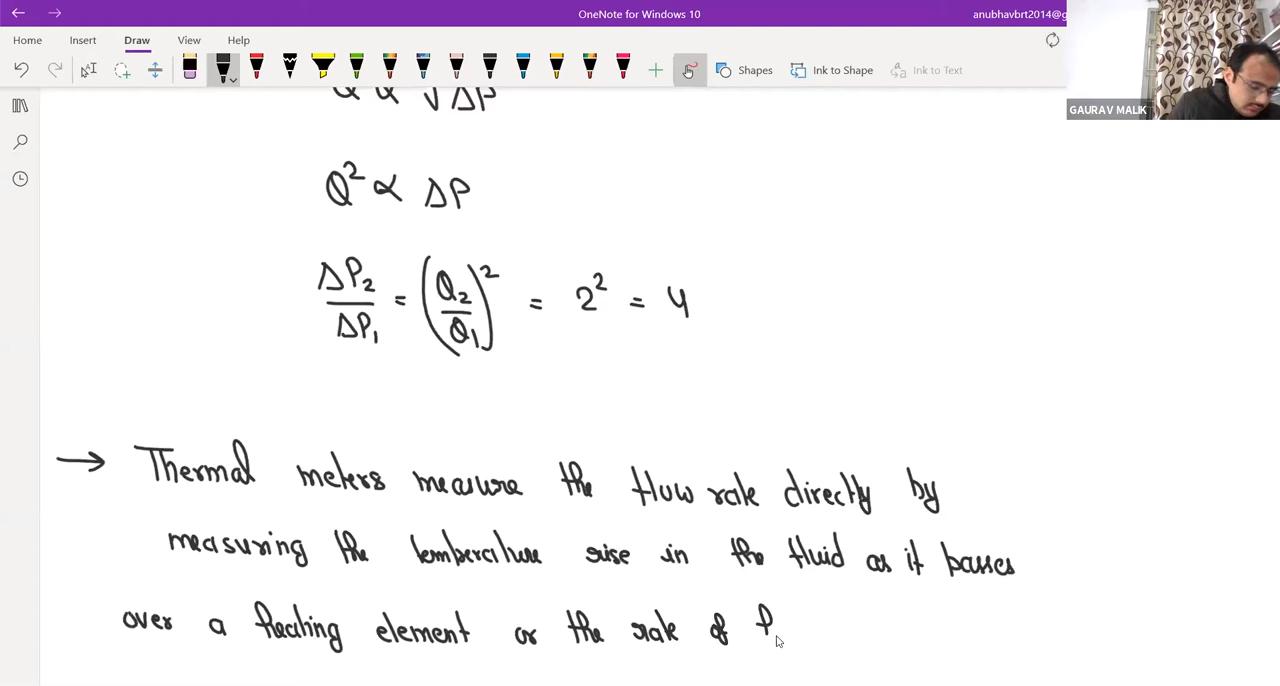 OneNote for Windows 10
anubhavbrt2014@g
Home Insert Draw View Help
Shapes Ink to Shape Ink to Text
GAURAV MALIK
Q α √ΔP
Q² α ΔP
ΔP₂/ΔP₁ = (Q₂/Q₁)² = 2² = 4
→ Thermal meters measure the flow rate directly by
measuring the temperature rise in the fluid as it passes
over a heating element or the rate of